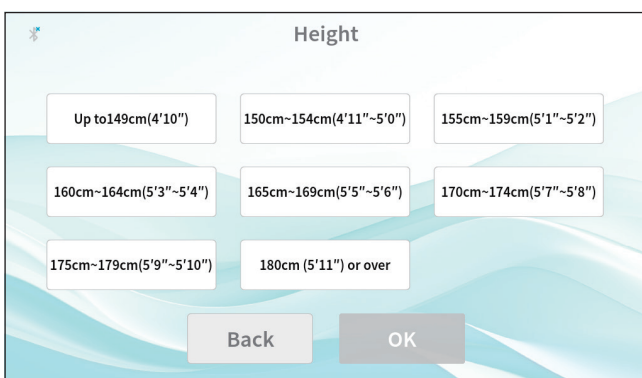 Height
Up to149cm(4'10")
150cm~154cm(4'11"~5'0")
155cm~159cm(5'1"~5'2")
160cm~164cm(5'3"~5'4")
165cm~169cm(5'5"~5'6")
170cm~174cm(5'7"~5'8")
175cm~179cm(5'9"~5'10")
180cm (5'11") or over
Back
OK